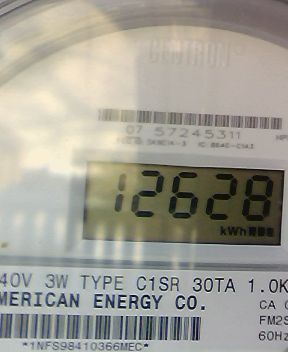 CENTRON
07 57245311
12628
kWh
40V 3W TYPE C1SR 30TA 1.0K
MERICAN ENERGY CO.
CA
FM2S
60Hz
*1NFS98410366MEC*